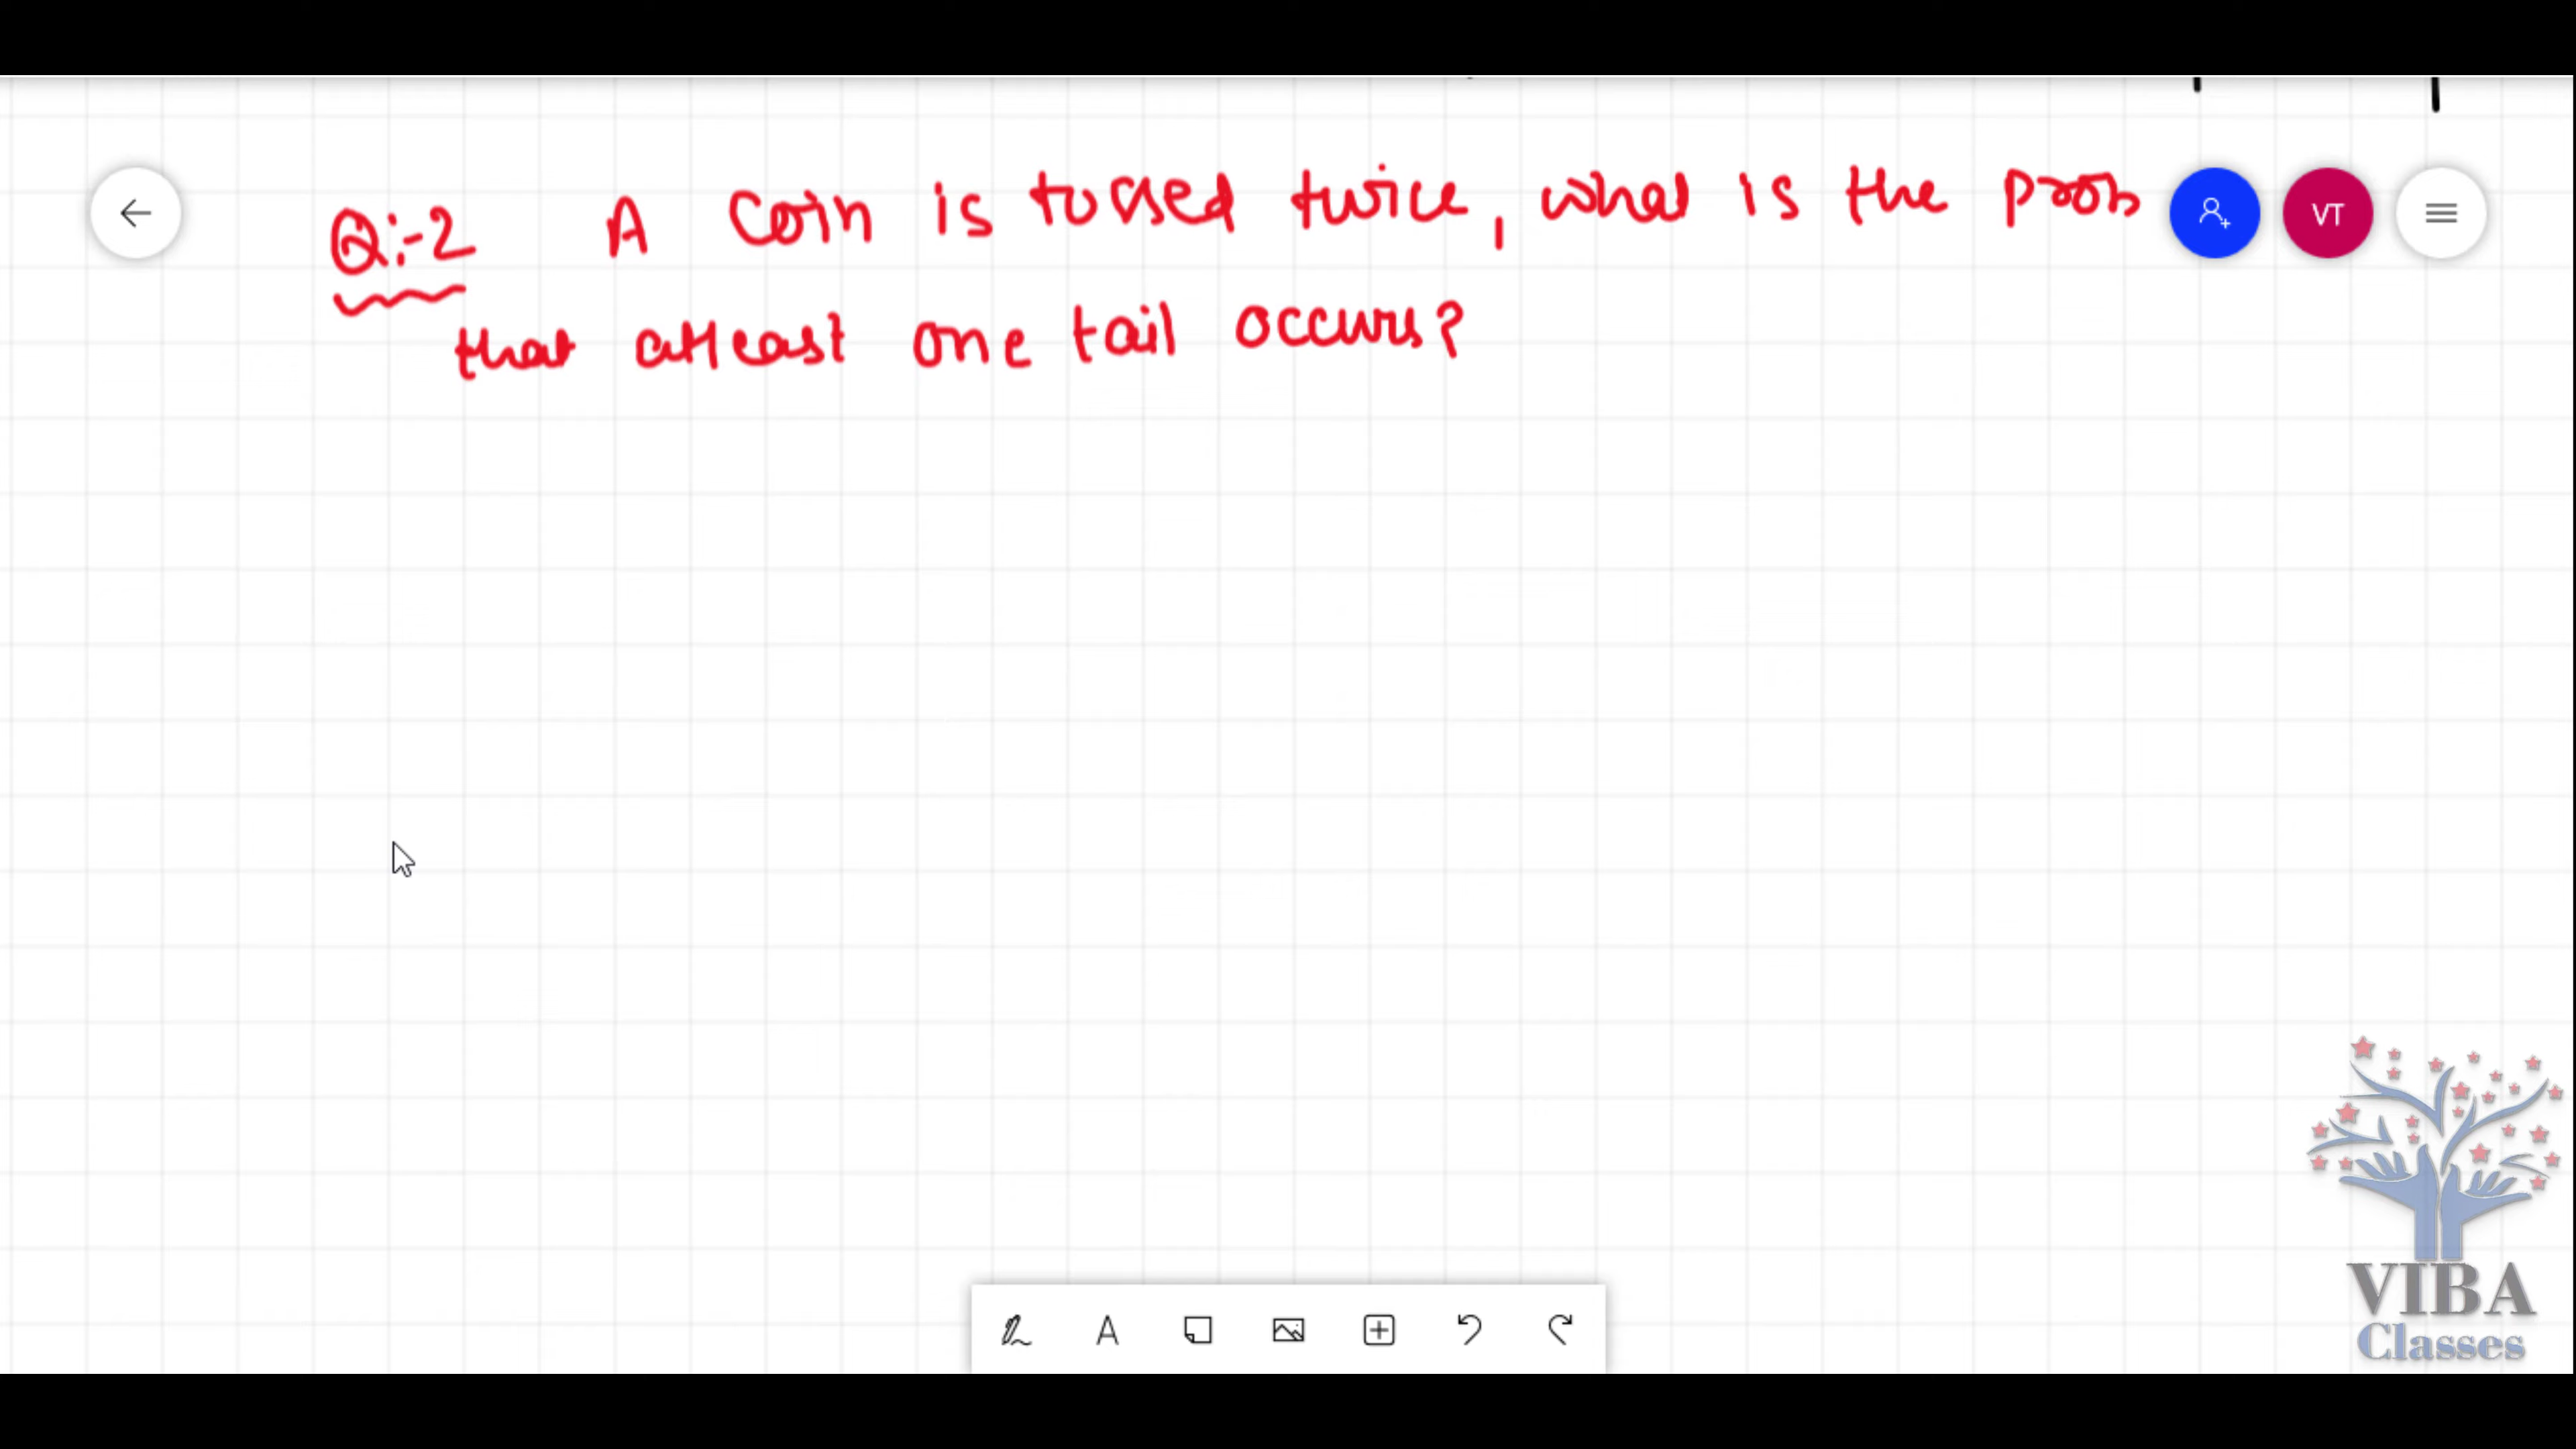 Q:-2 A Coin is tossed twice, what is the prob
VT
that atleast one tail occurs?
A
VIBA
Classes